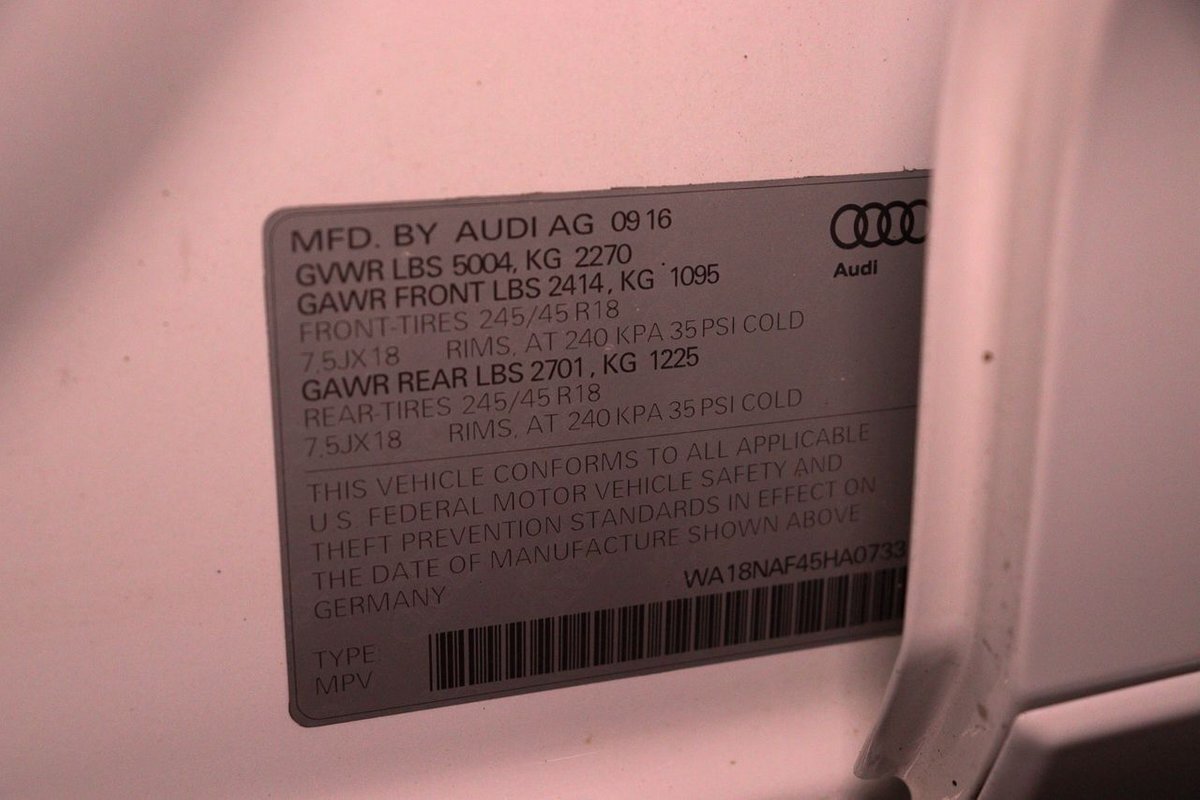 MFD. BY AUDI AG 09 16
GVWR LBS 5004, KG 2270
GAWR FRONT LBS 2414, KG 1095
FRONT-TIRES 245/45 R18
7,5JX18 RIMS, AT 240 KPA 35 PSI COLD
GAWR REAR LBS 2701, KG 1225
REAR-TIRES 245/45 R18
7,5JX18 RIMS, AT 240 KPA 35 PSI COLD
Audi
THIS VEHICLE CONFORMS TO ALL APPLICABLE
U.S. FEDERAL MOTOR VEHICLE SAFETY AND
THEFT PREVENTION STANDARDS IN EFFECT ON
THE DATE OF MANUFACTURE SHOWN ABOVE
GERMANY
WA18NAF45HA0733
TYPE
MPV